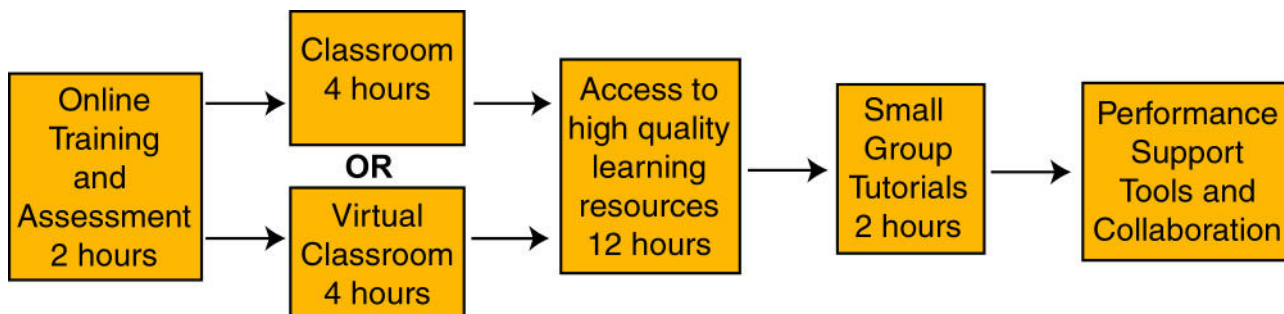 Online
Training
and
Assessment
2 hours
Classroom
4 hours
OR
Virtual
Classroom
4 hours
Access to
high quality
learning
resources
12 hours
Small
Group
Tutorials
2 hours
Performance
Support
Tools and
Collaboration